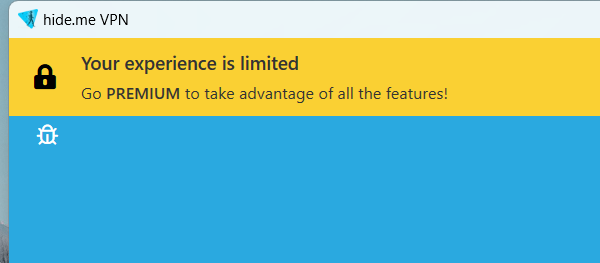 hide.me VPN
Your experience is limited
Go PREMIUM to take advantage of all the features!